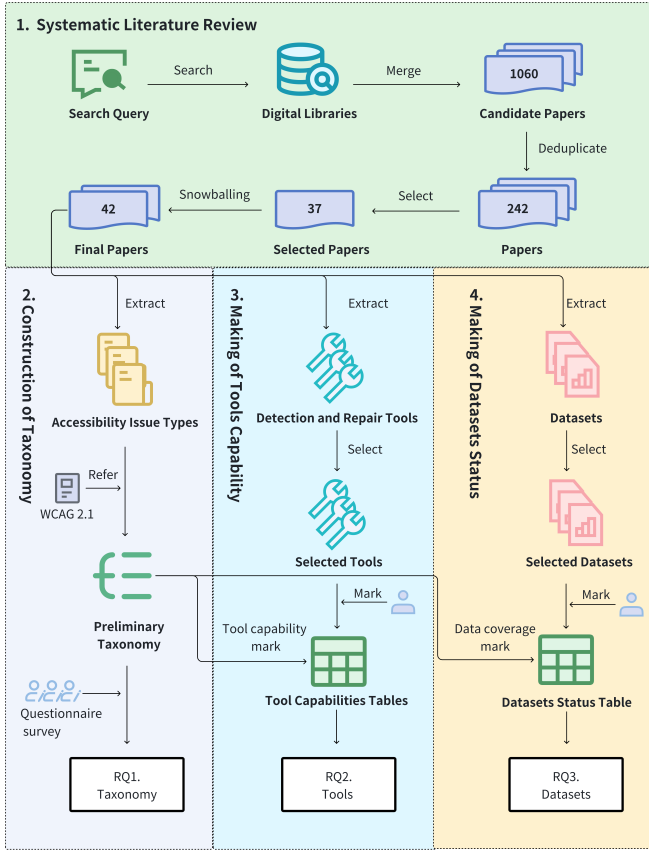 1. Systematic Literature Review
Search
Merge
1060
Search Query
Digital Libraries
Candidate Papers
Deduplicate
42
Snowballing
37
Select
242
Final Papers
Selected Papers
Papers
2. Construction of Taxonomy
Extract
Accessibility Issue Types
Refer
WCAG 2.1
Preliminary
Taxonomy
Questionnaire
survey
RQ1.
Taxonomy
3. Making of Tools Capability
Extract
Detection and Repair Tools
Select
Selected Tools
Mark
Tool capability
mark
Tool Capabilities Tables
RQ2.
Tools
4. Making of Datasets Status
Extract
Datasets
Select
Selected Datasets
Mark
Data coverage
mark
Datasets Status Table
RQ3.
Datasets